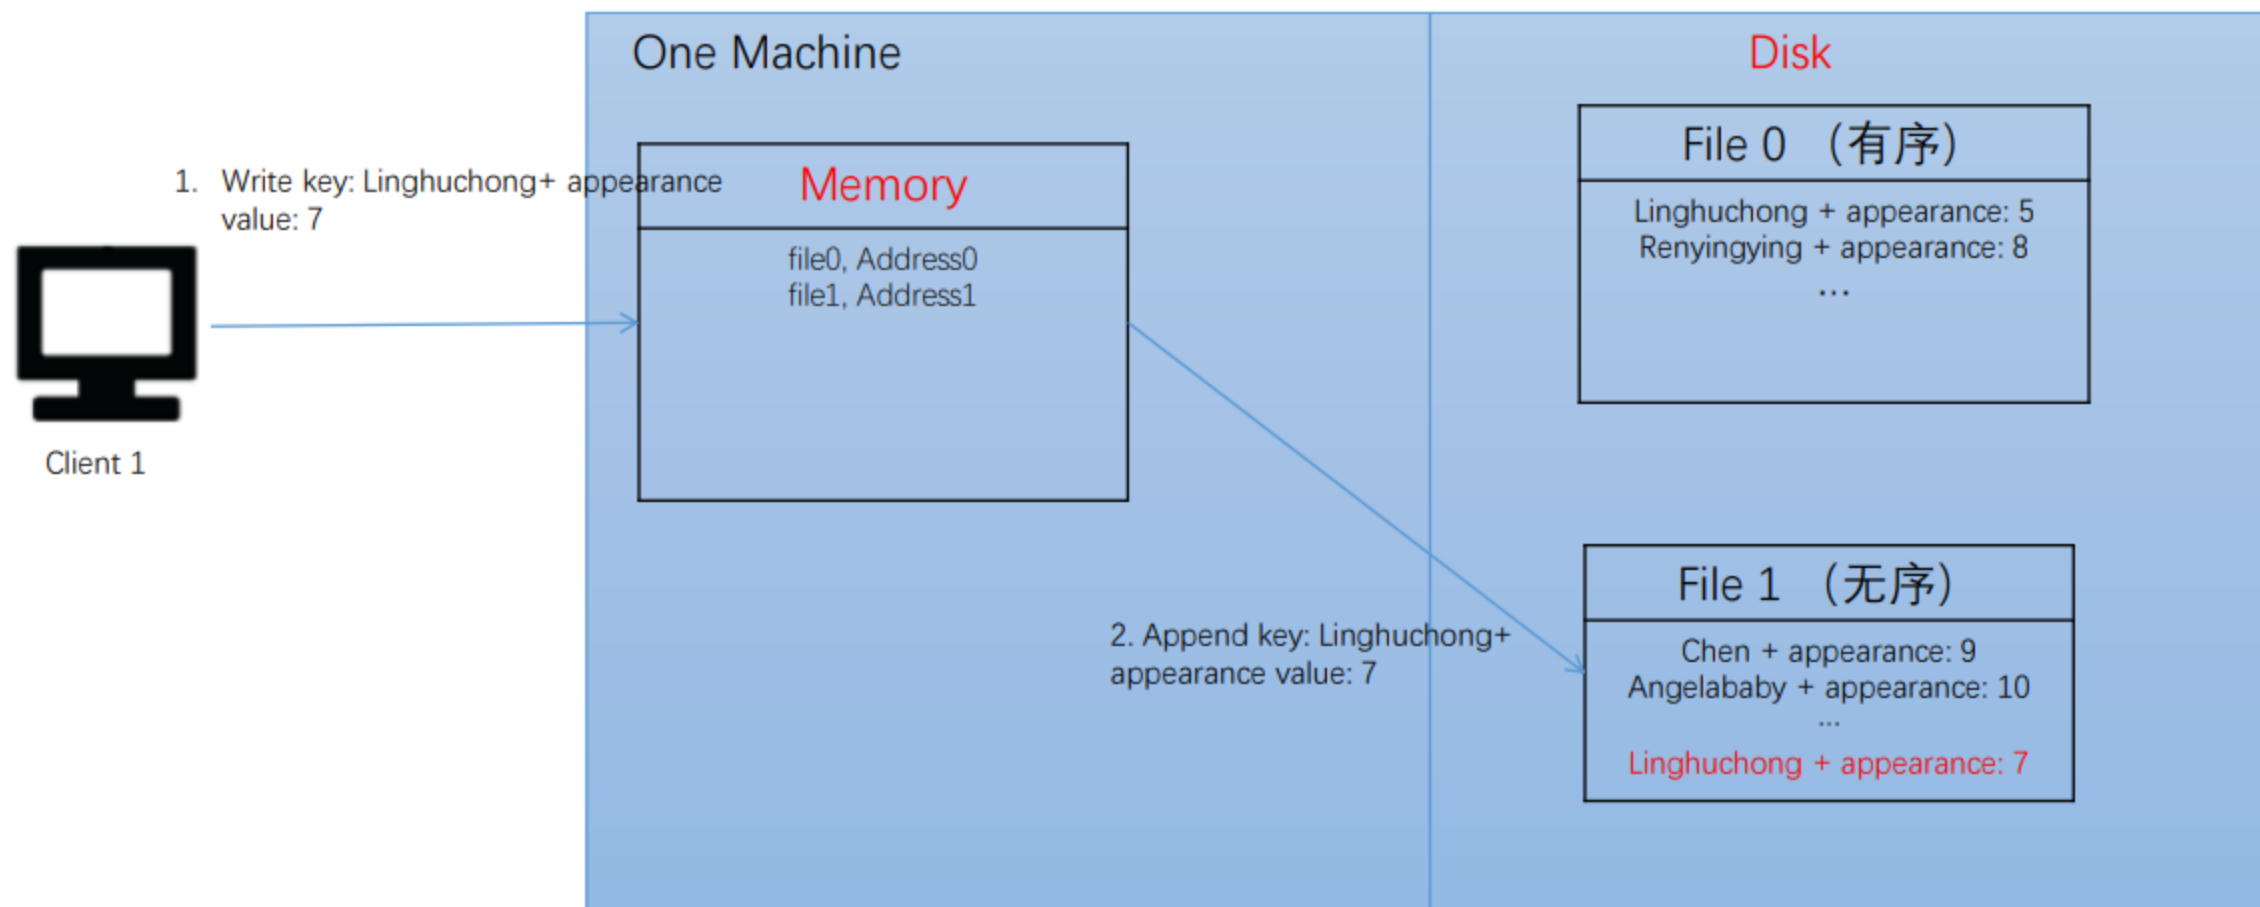 One Machine
Disk
1. Write key: Linghuchong+ appearance
value: 7
Memory
file0, Address0
file1, Address1
Client 1
File 0 （有序）
Linghuchong + appearance: 5
Renyingying + appearance: 8
...
2. Append key: Linghuchong+
appearance value: 7
File 1 （无序）
Chen + appearance: 9
Angelababy + appearance: 10
...
Linghuchong + appearance: 7